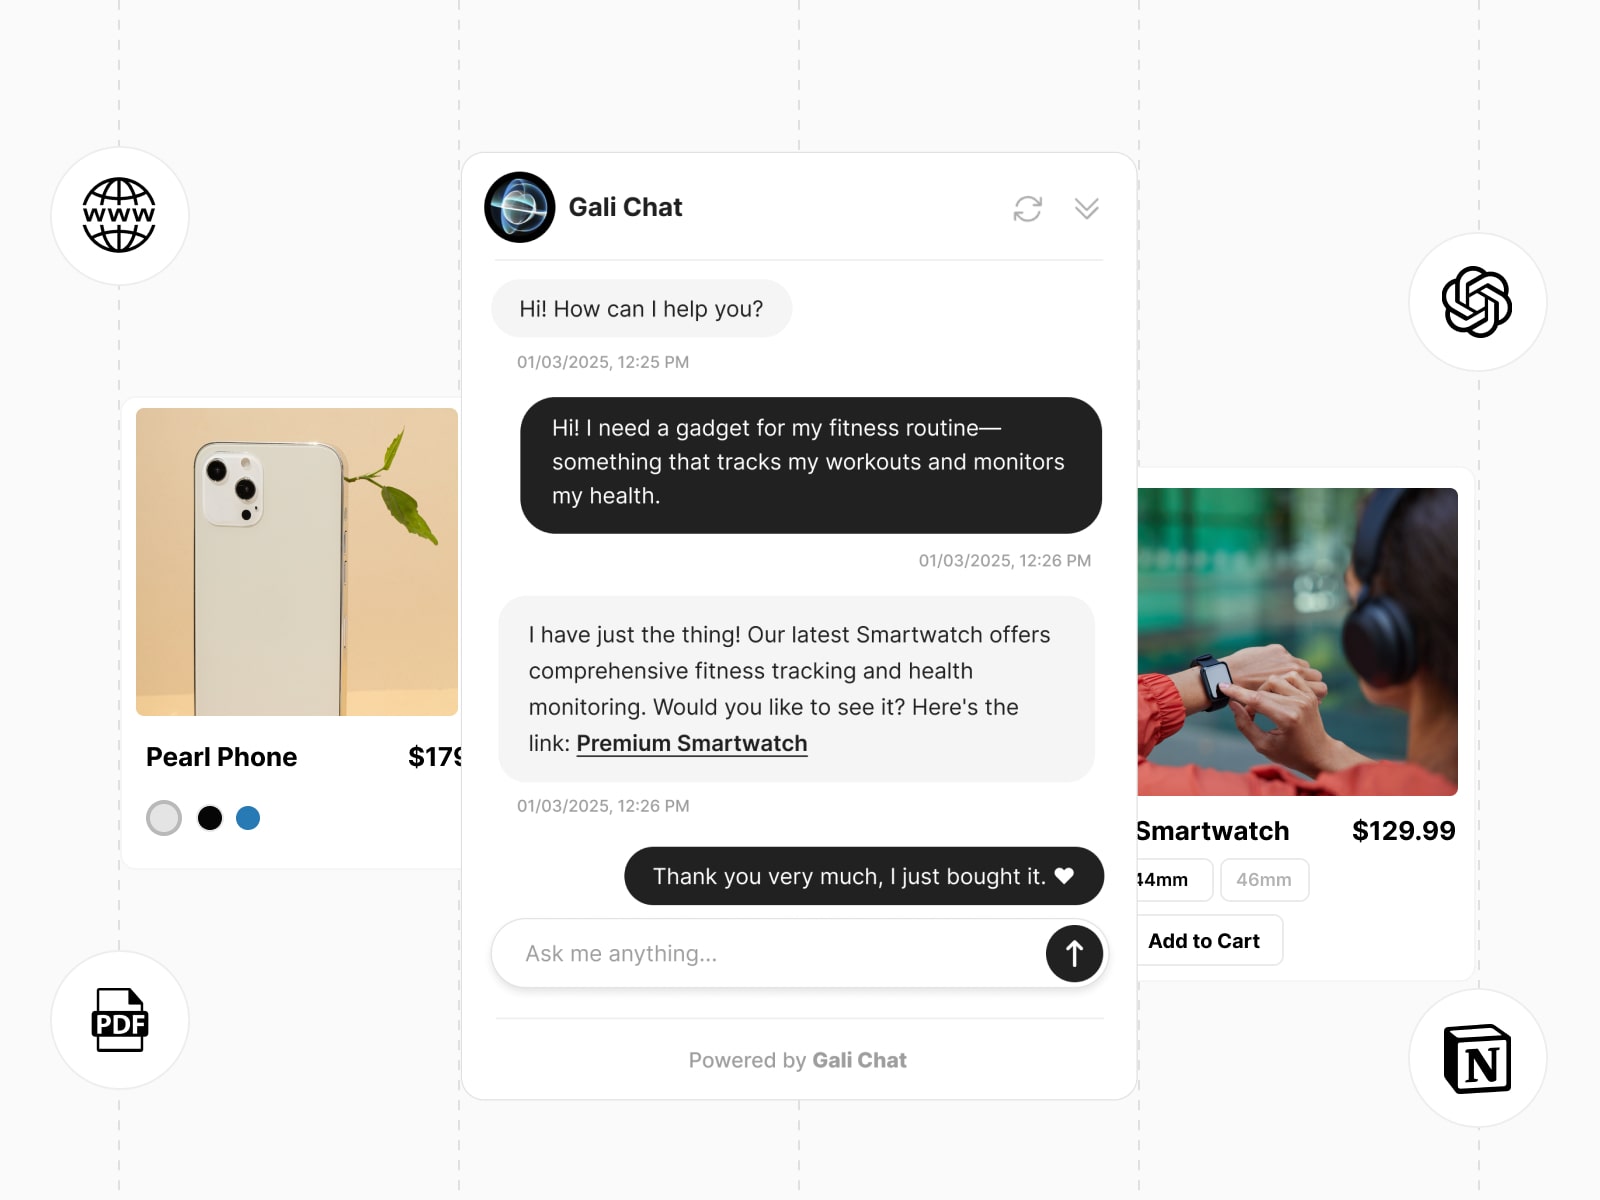 WWW
Gali Chat
Hi! How can I help you?
01/03/2025, 12:25 PM
Hi! I need a gadget for my fitness routine—
something that tracks my workouts and monitors
my health.
01/03/2025, 12:26 PM
I have just the thing! Our latest Smartwatch offers
comprehensive fitness tracking and health
monitoring. Would you like to see it? Here's the
link: Premium Smartwatch
01/03/2025, 12:26 PM
Thank you very much, I just bought it.
Ask me anything...
Powered by Gali Chat
Pearl Phone
$179
Smartwatch
$129.99
44mm
46mm
Add to Cart
PDF
N